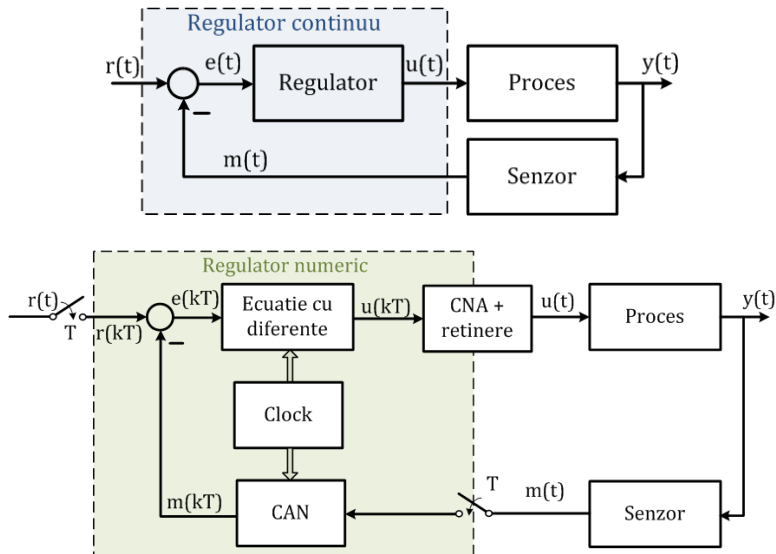 Regulator continuu
r(t)
e(t)
Regulator
u(t)
Proces
y(t)
m(t)
Senzor
Regulator numeric
r(t)
T
r(kT)
e(kT)
Ecuatie cu
diferente
u(kT)
CNA +
retinere
u(t)
Proces
y(t)
Clock
m(kT)
CAN
T
m(t)
Senzor